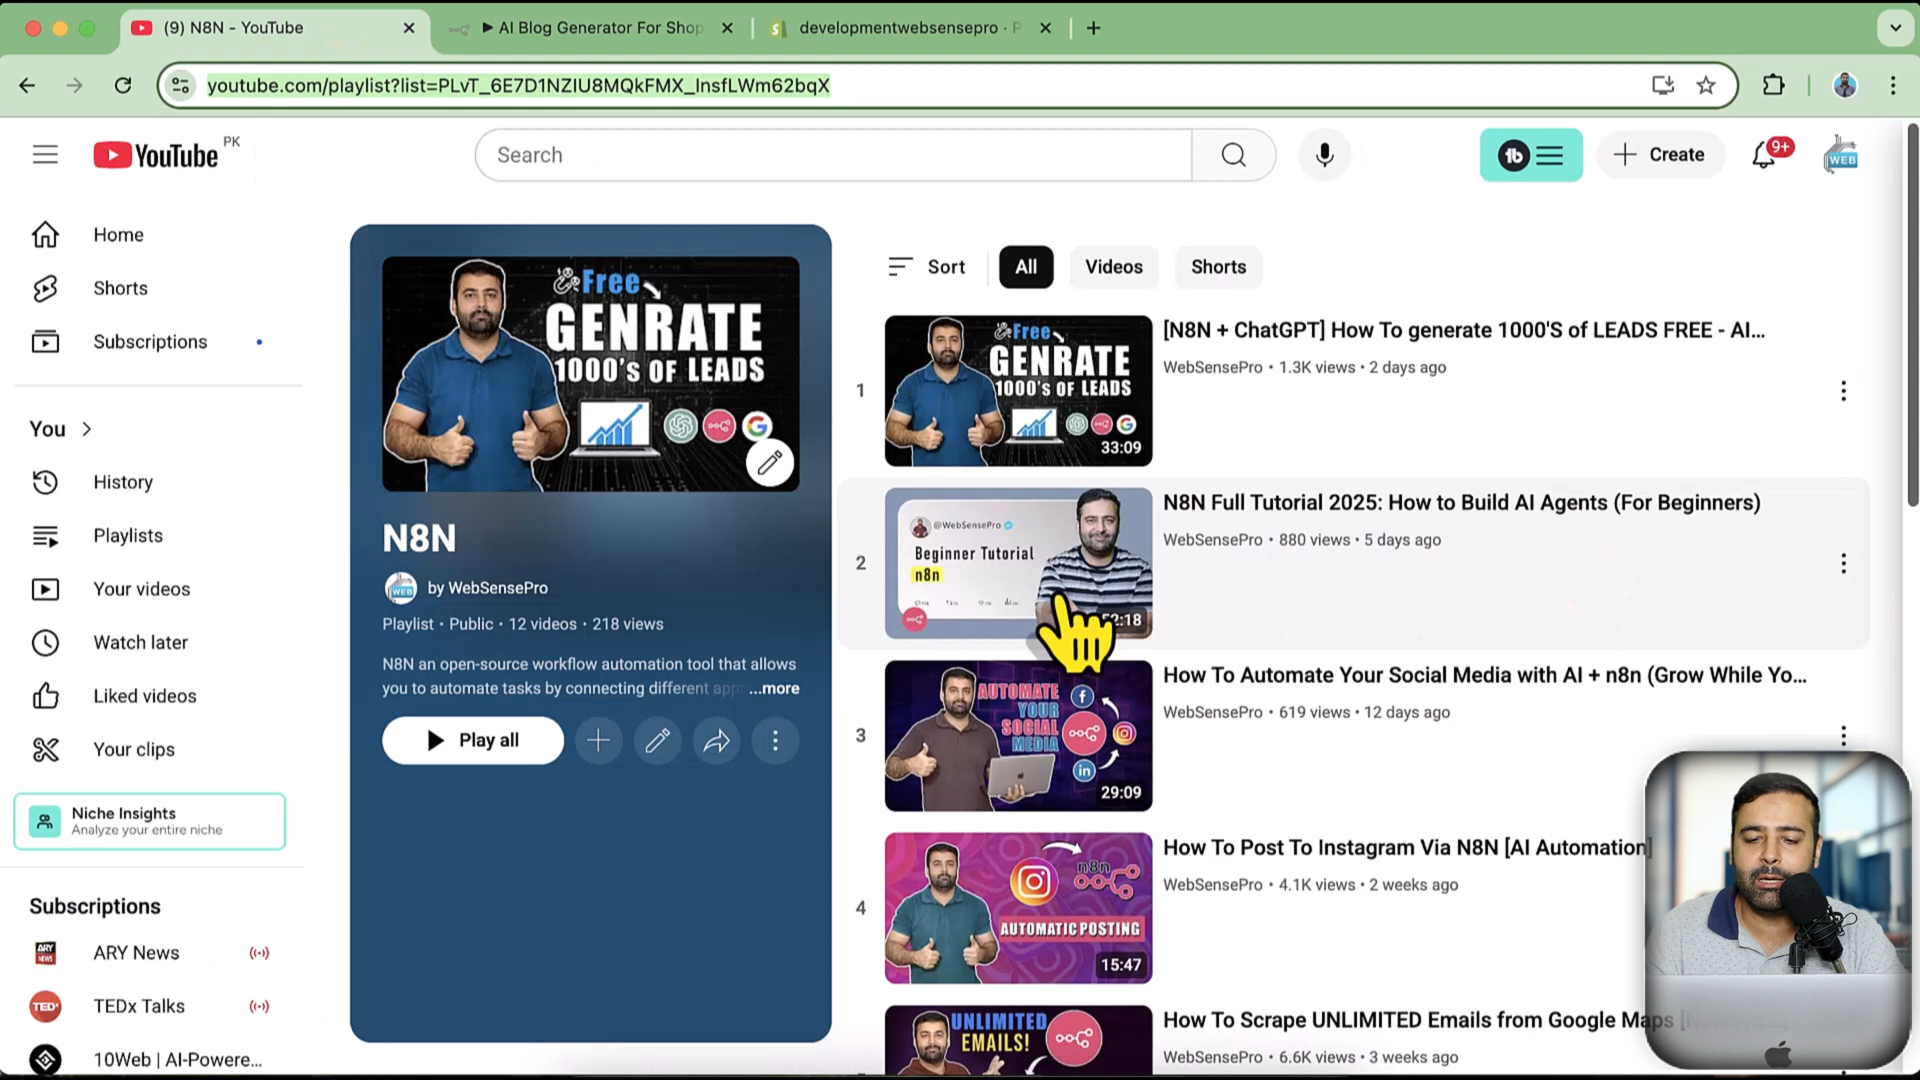 (9) N8N - YouTube
AI Blog Generator For Shop
developmentwebsensepro · P
youtube.com/playlist?list=PLvT_6E7D1NZIU8MQkFMX_lnsfLWm62bqX
YouTube PK
Search
Create
9+
WEB
Home
Shorts
Subscriptions
You
History
Playlists
Your videos
Watch later
Liked videos
Your clips
Niche Insights
Analyze your entire niche
Subscriptions
ARY News
TEDx Talks
10Web | AI-Powere...
Free
GENRATE
1000's OF LEADS
N8N
by WebSensePro
Playlist • Public • 12 videos • 218 views
N8N an open-source workflow automation tool that allows
you to automate tasks by connecting different app ...more
Play all
Sort
All
Videos
Shorts
1
Free
GENRATE
1000's OF LEADS
33:09
[N8N + ChatGPT] How To generate 1000'S of LEADS FREE - AI...
WebSensePro • 1.3K views • 2 days ago
2
@WebSensePro
Beginner Tutorial
n8n
:18
N8N Full Tutorial 2025: How to Build AI Agents (For Beginners)
WebSensePro • 880 views • 5 days ago
3
AUTOMATE
YOUR
SOCIAL
MEDIA
29:09
How To Automate Your Social Media with AI + n8n (Grow While Yo...
WebSensePro • 619 views • 12 days ago
4
n8n
AUTOMATIC POSTING
15:47
How To Post To Instagram Via N8N [AI Automation]
WebSensePro • 4.1K views • 2 weeks ago
UNLIMITED
EMAILS!
How To Scrape UNLIMITED Emails from Google Maps
WebSensePro • 6.6K views • 3 weeks ago